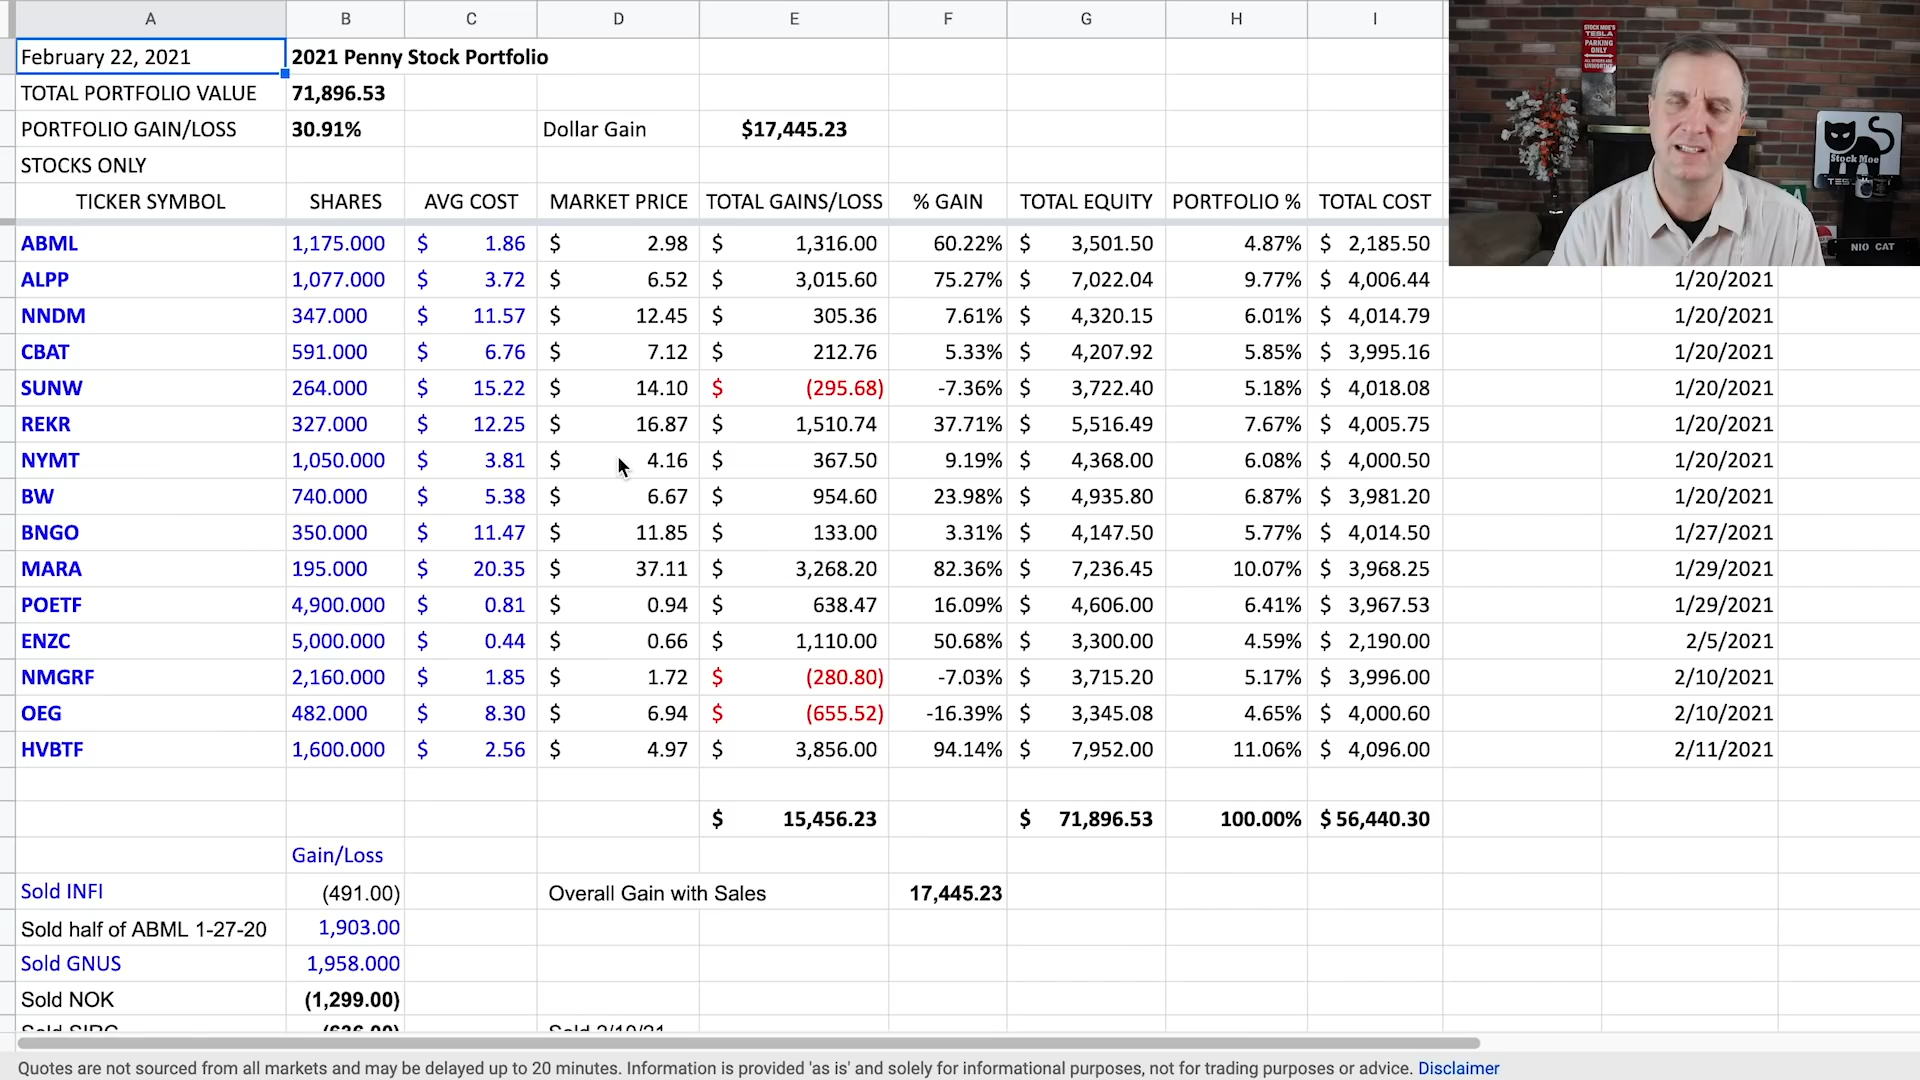 A B C D E F G H I
February 22, 2021 2021 Penny Stock Portfolio
TOTAL PORTFOLIO VALUE 71,896.53
PORTFOLIO GAIN/LOSS 30.91% Dollar Gain $17,445.23
STOCKS ONLY
TICKER SYMBOL SHARES AVG COST MARKET PRICE TOTAL GAINS/LOSS % GAIN TOTAL EQUITY PORTFOLIO % TOTAL COST
ABML 1,175.000 $ 1.86 $ 2.98 $ 1,316.00 60.22% $ 3,501.50 4.87% $ 2,185.50
ALPP 1,077.000 $ 3.72 $ 6.52 $ 3,015.60 75.27% $ 7,022.04 9.77% $ 4,006.44 1/20/2021
NNDM 347.000 $ 11.57 $ 12.45 $ 305.36 7.61% $ 4,320.15 6.01% $ 4,014.79 1/20/2021
CBAT 591.000 $ 6.76 $ 7.12 $ 212.76 5.33% $ 4,207.92 5.85% $ 3,995.16 1/20/2021
SUNW 264.000 $ 15.22 $ 14.10 $ (295.68) -7.36% $ 3,722.40 5.18% $ 4,018.08 1/20/2021
REKR 327.000 $ 12.25 $ 16.87 $ 1,510.74 37.71% $ 5,516.49 7.67% $ 4,005.75 1/20/2021
NYMT 1,050.000 $ 3.81 $ 4.16 $ 367.50 9.19% $ 4,368.00 6.08% $ 4,000.50 1/20/2021
BW 740.000 $ 5.38 $ 6.67 $ 954.60 23.98% $ 4,935.80 6.87% $ 3,981.20 1/20/2021
BNGO 350.000 $ 11.47 $ 11.85 $ 133.00 3.31% $ 4,147.50 5.77% $ 4,014.50 1/27/2021
MARA 195.000 $ 20.35 $ 37.11 $ 3,268.20 82.36% $ 7,236.45 10.07% $ 3,968.25 1/29/2021
POETF 4,900.000 $ 0.81 $ 0.94 $ 638.47 16.09% $ 4,606.00 6.41% $ 3,967.53 1/29/2021
ENZC 5,000.000 $ 0.44 $ 0.66 $ 1,110.00 50.68% $ 3,300.00 4.59% $ 2,190.00 2/5/2021
NMGRF 2,160.000 $ 1.85 $ 1.72 $ (280.80) -7.03% $ 3,715.20 5.17% $ 3,996.00 2/10/2021
OEG 482.000 $ 8.30 $ 6.94 $ (655.52) -16.39% $ 3,345.08 4.65% $ 4,000.60 2/10/2021
HVBTF 1,600.000 $ 2.56 $ 4.97 $ 3,856.00 94.14% $ 7,952.00 11.06% $ 4,096.00 2/11/2021
$ 15,456.23 $ 71,896.53 100.00% $ 56,440.30
Gain/Loss
Sold INFI (491.00) Overall Gain with Sales 17,445.23
Sold half of ABML 1-27-20 1,903.00
Sold GNUS 1,958.000
Sold NOK (1,299.00)
Quotes are not sourced from all markets and may be delayed up to 20 minutes. Information is provided 'as is' and solely for informational purposes, not for trading purposes or advice. Disclaimer
STOCK MOE'S
TESLA
PARKING
ONLY
Stock Moe
NIO CAT